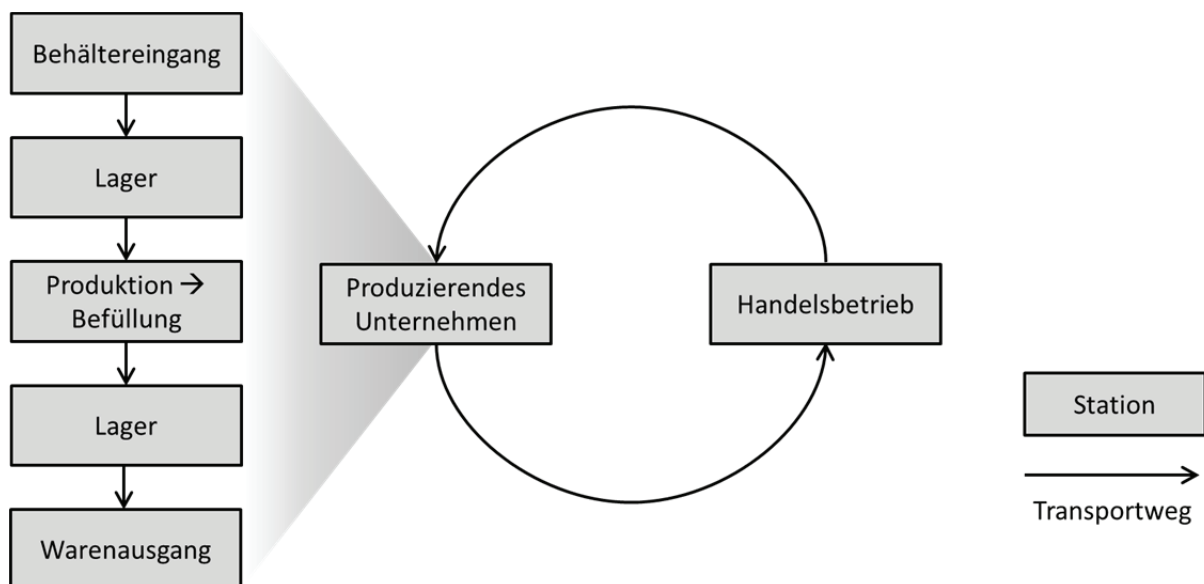 Behältereingang
Lager
Produktion →
Befüllung
Lager
Warenausgang
Produzierendes
Unternehmen
Handelsbetrieb
Station
Transportweg